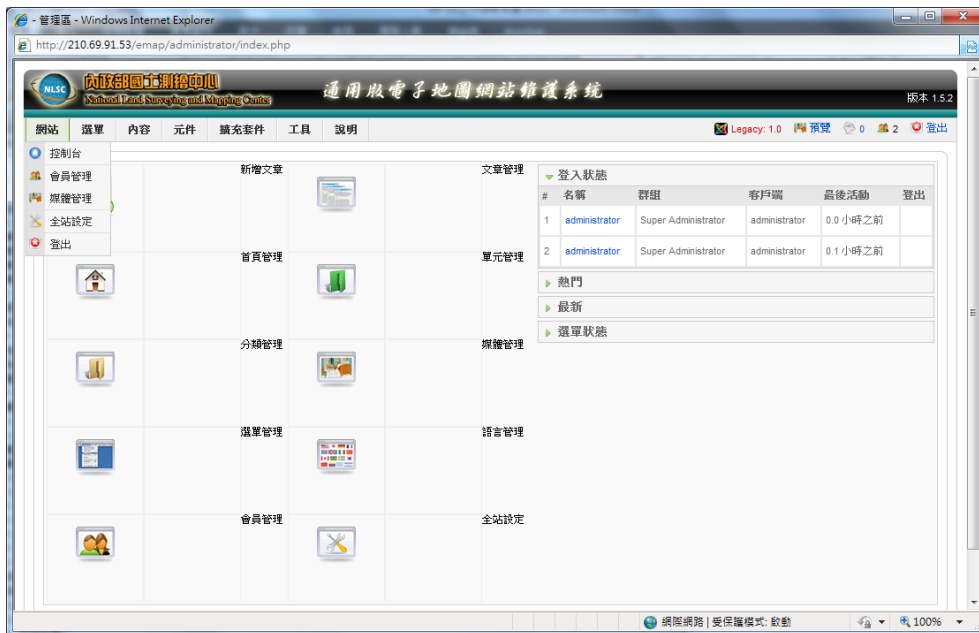 管理區 - Windows Internet Explorer
http://210.69.91.53/emap/administrator/index.php
NLSC 內政部國土測繪中心
National Land Surveying and Mapping Center
通用版電子地圖網站維護系統
版本 1.5.2
網站 選單 內容 元件 擴充套件 工具 說明
Legacy: 1.0 預覽 0 2 登出
控制台
會員管理
媒體管理
全站設定
登出
新增文章 文章管理
首頁管理 單元管理
分類管理 媒體管理
選單管理 語言管理
會員管理 全站設定
登入狀態
# 名稱 群組 客戶端 最後活動 登出
1 administrator Super Administrator administrator 0.0 小時之前
2 administrator Super Administrator administrator 0.1 小時之前
熱門
最新
選單狀態
網際網路 | 受保護模式: 啟動 100%